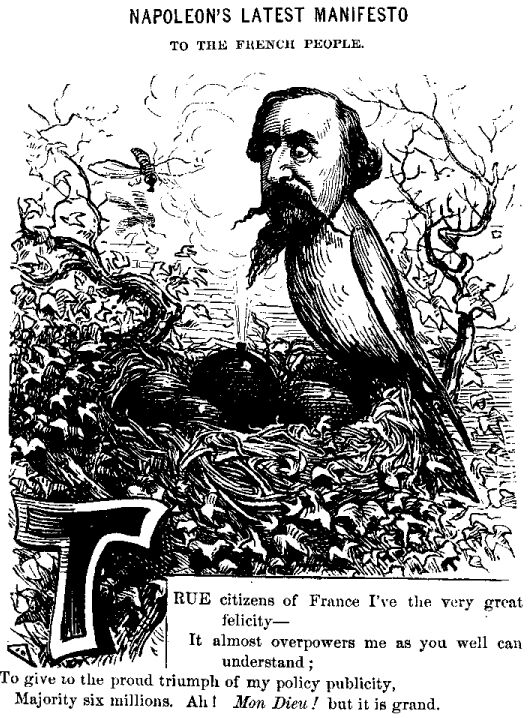 NAPOLEON'S LATEST MANIFESTO
TO THE FRENCH PEOPLE.
TRUE citizens of France I've the very great
felicity—
It almost overpowers me as you well can
understand ;
To give to the proud triumph of my policy publicity,
Majority six millions. Ah ! Mon Dieu ! but it is grand.